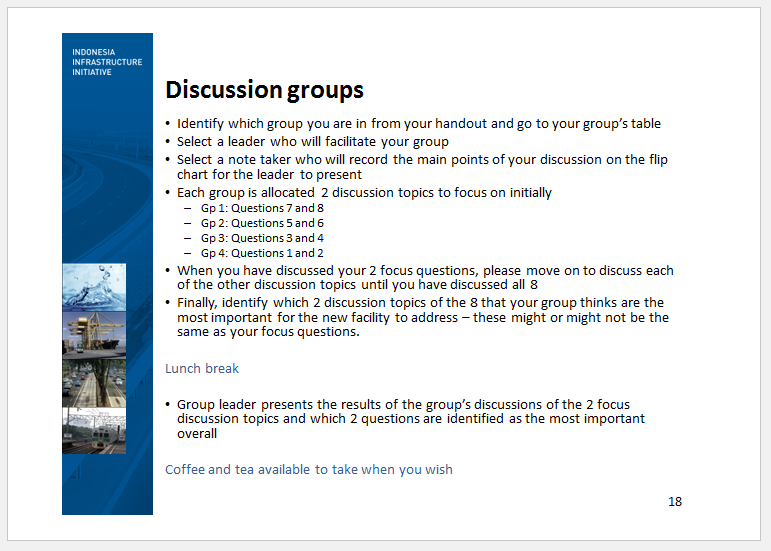 INDONESIA
INFRASTRUCTURE
INITIATIVE
Discussion groups
• Identify which group you are in from your handout and go to your group's table
• Select a leader who will facilitate your group
• Select a note taker who will record the main points of your discussion on the flip
chart for the leader to present
• Each group is allocated 2 discussion topics to focus on initially
– Gp 1: Questions 7 and 8
– Gp 2: Questions 5 and 6
– Gp 3: Questions 3 and 4
– Gp 4: Questions 1 and 2
• When you have discussed your 2 focus questions, please move on to discuss each
of the other discussion topics until you have discussed all 8
• Finally, identify which 2 discussion topics of the 8 that your group thinks are the
most important for the new facility to address – these might or might not be the
same as your focus questions.
Lunch break
• Group leader presents the results of the group's discussions of the 2 focus
discussion topics and which 2 questions are identified as the most important
overall
Coffee and tea available to take when you wish
18